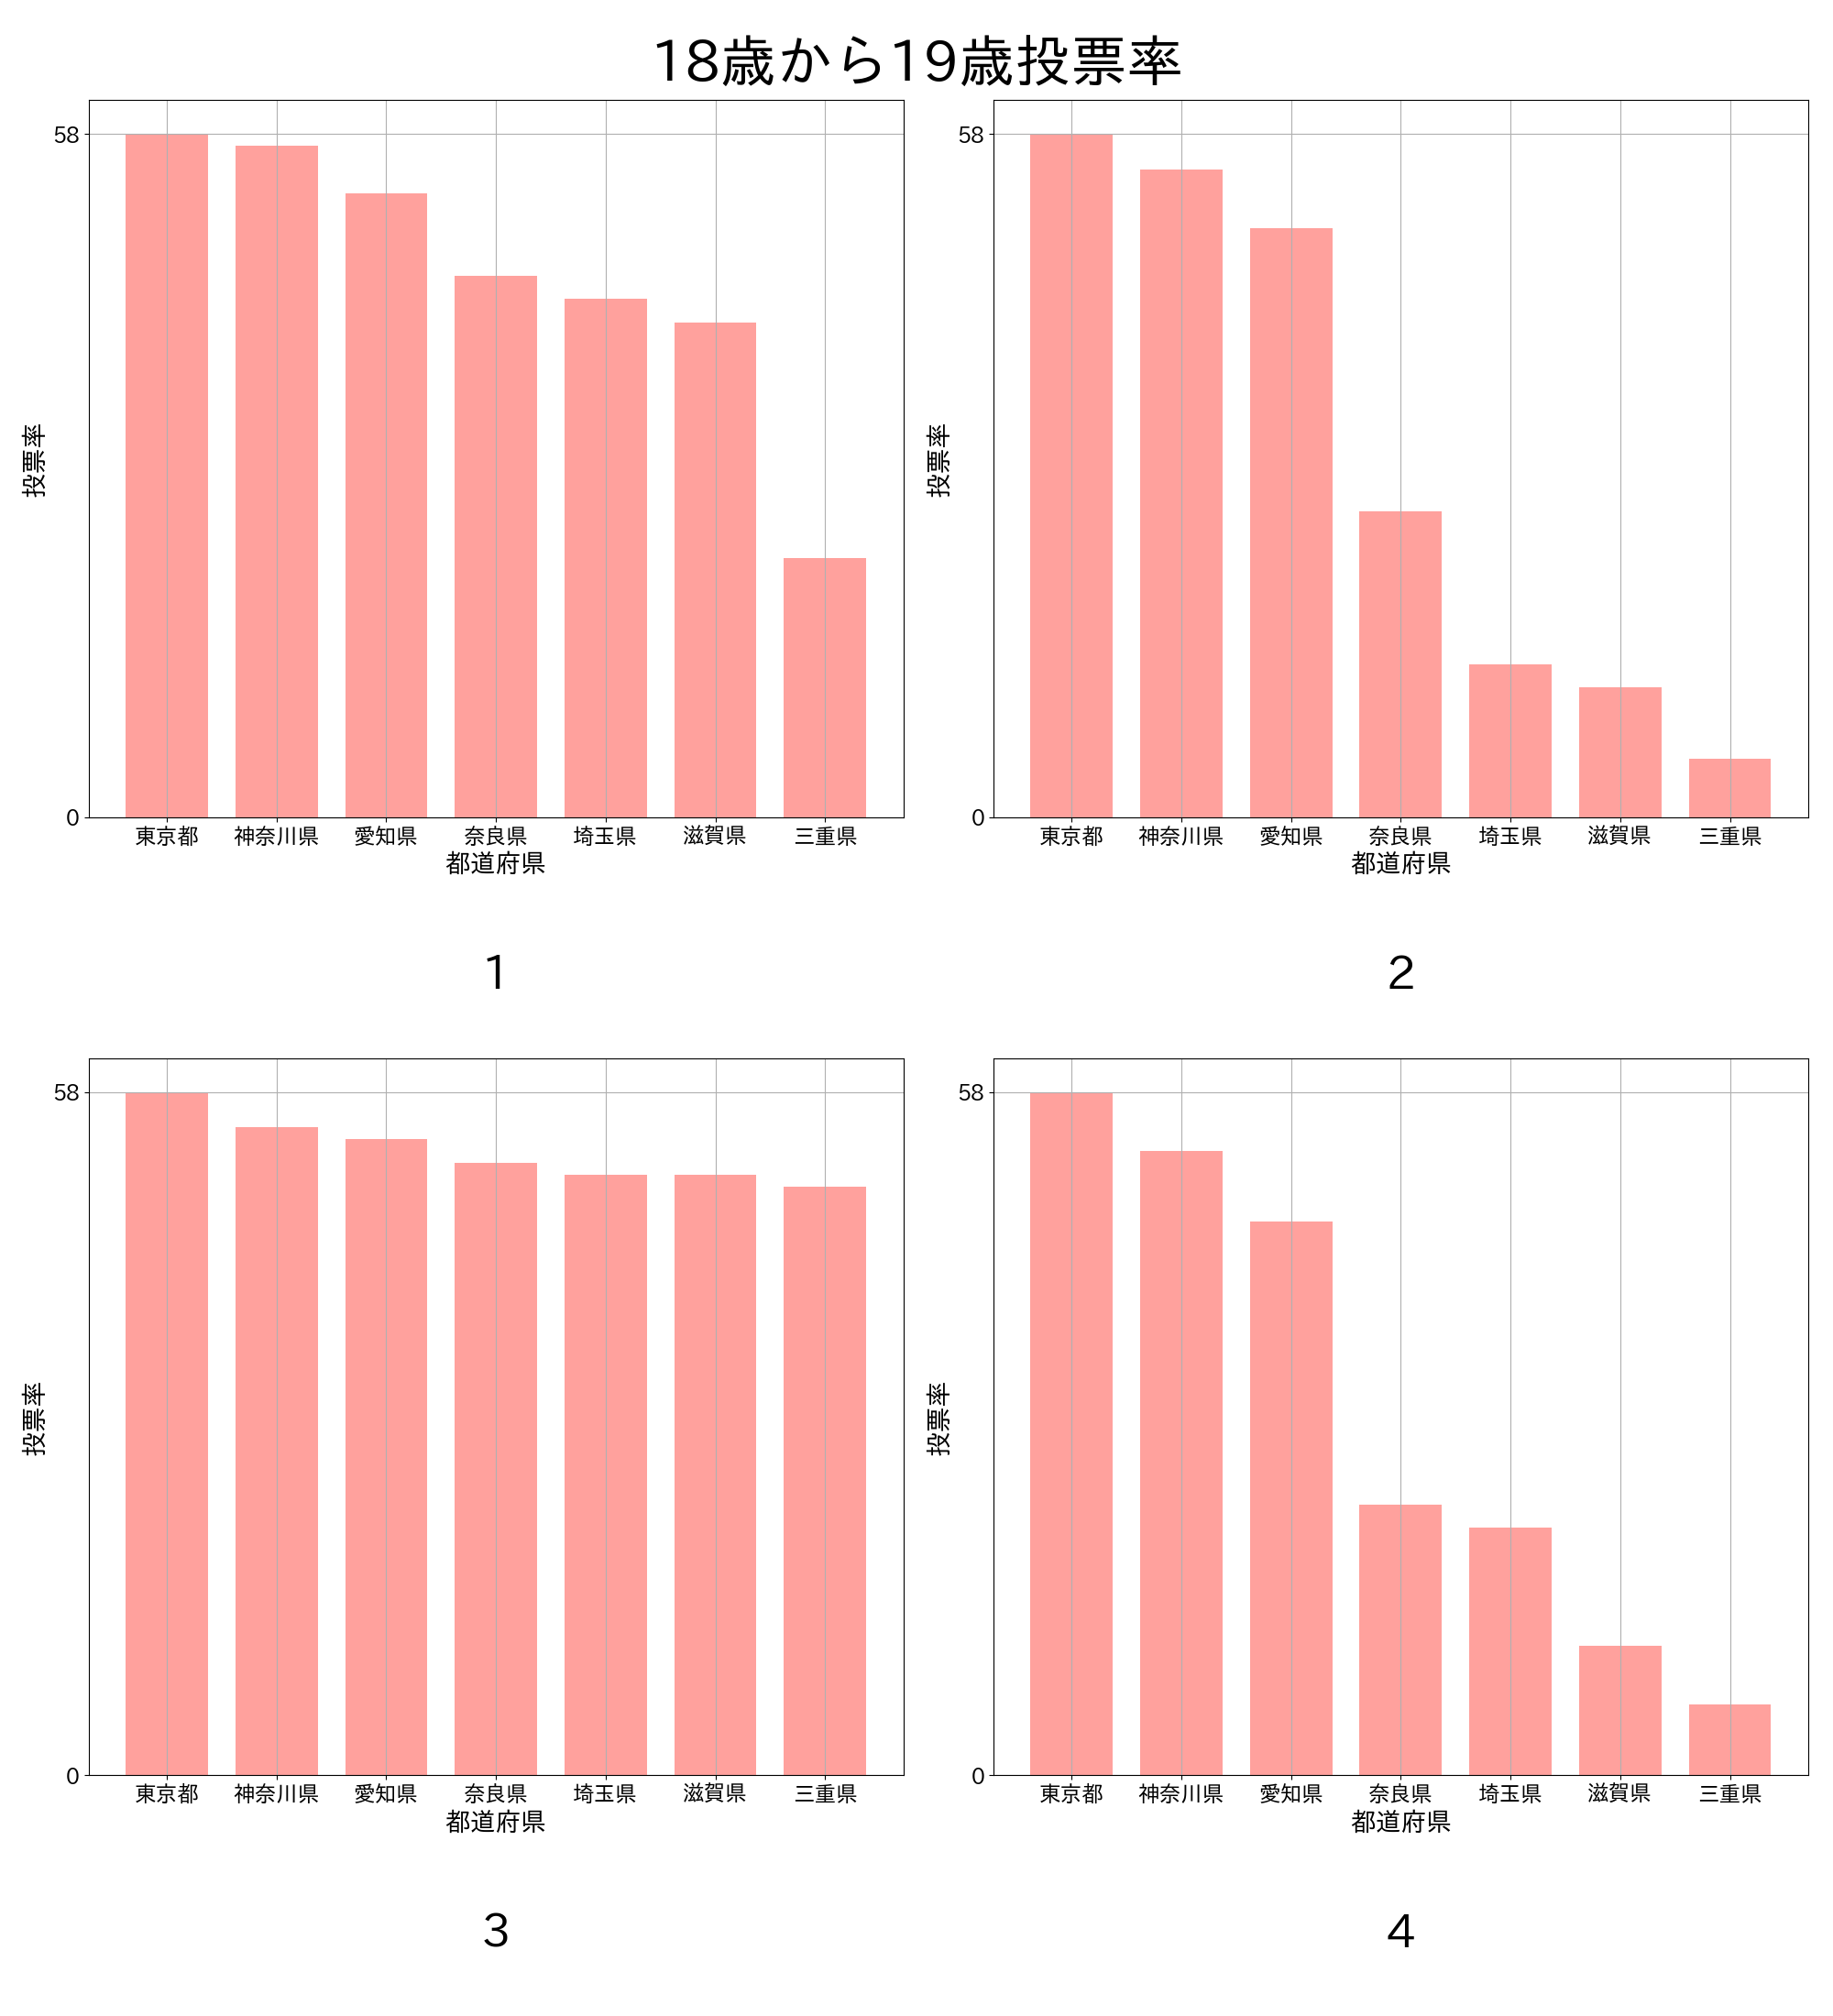 18歳から19歳投票率
58
0
投票率
東京都 神奈川県 愛知県 奈良県 埼玉県 滋賀県 三重県
都道府県
1
58
0
投票率
東京都 神奈川県 愛知県 奈良県 埼玉県 滋賀県 三重県
都道府県
2
58
0
投票率
東京都 神奈川県 愛知県 奈良県 埼玉県 滋賀県 三重県
都道府県
3
58
0
投票率
東京都 神奈川県 愛知県 奈良県 埼玉県 滋賀県 三重県
都道府県
4